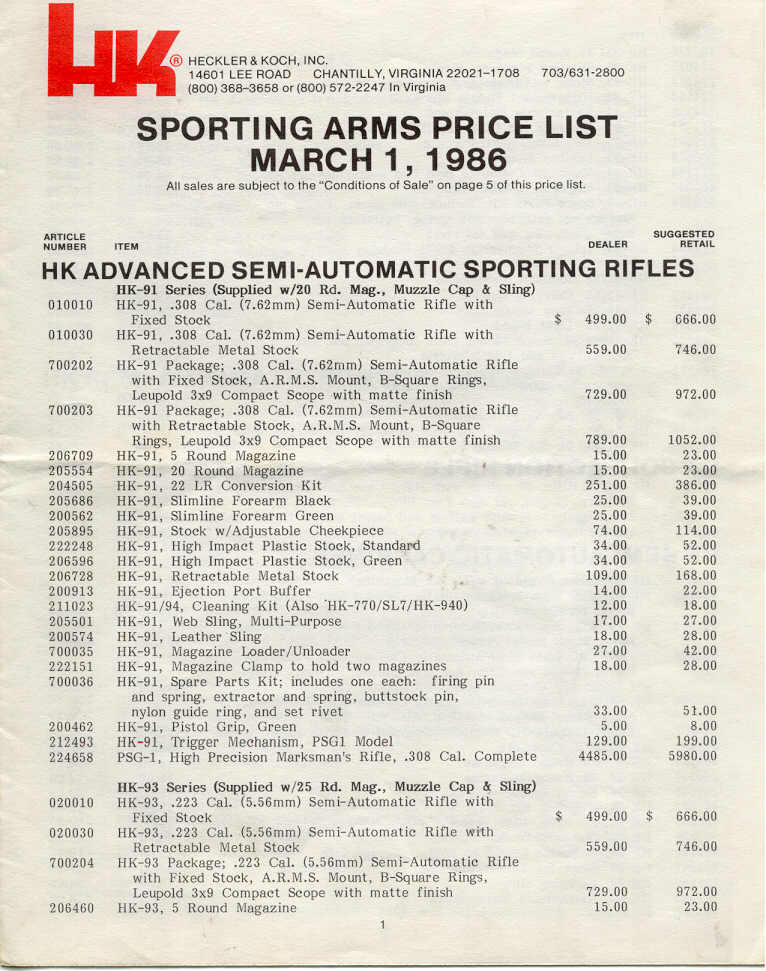 HK® HECKLER & KOCH, INC.
14601 LEE ROAD CHANTILLY, VIRGINIA 22021-1708 703/631-2800
(800) 368-3658 or (800) 572-2247 In Virginia
SPORTING ARMS PRICE LIST
MARCH 1, 1986
All sales are subject to the "Conditions of Sale" on page 5 of this price list.
ARTICLE NUMBER ITEM DEALER SUGGESTED RETAIL
HK ADVANCED SEMI-AUTOMATIC SPORTING RIFLES
HK-91 Series (Supplied w/20 Rd. Mag., Muzzle Cap & Sling)
010010 HK-91, .308 Cal. (7.62mm) Semi-Automatic Rifle with
Fixed Stock $ 499.00 $ 666.00
010030 HK-91, .308 Cal. (7.62mm) Semi-Automatic Rifle with
Retractable Metal Stock 559.00 746.00
700202 HK-91 Package; .308 Cal. (7.62mm) Semi-Automatic Rifle
with Fixed Stock, A.R.M.S. Mount, B-Square Rings,
Leupold 3x9 Compact Scope with matte finish 729.00 972.00
700203 HK-91 Package; .308 Cal. (7.62mm) Semi-Automatic Rifle
with Retractable Stock, A.R.M.S. Mount, B-Square
Rings, Leupold 3x9 Compact Scope with matte finish 789.00 1052.00
206709 HK-91, 5 Round Magazine 15.00 23.00
205554 HK-91, 20 Round Magazine 15.00 23.00
204505 HK-91, 22 LR Conversion Kit 251.00 386.00
205686 HK-91, Slimline Forearm Black 25.00 39.00
200562 HK-91, Slimline Forearm Green 25.00 39.00
205895 HK-91, Stock w/Adjustable Cheekpiece 74.00 114.00
222248 HK-91, High Impact Plastic Stock, Standard 34.00 52.00
206596 HK-91, High Impact Plastic Stock, Green 34.00 52.00
206728 HK-91, Retractable Metal Stock 109.00 168.00
200913 HK-91, Ejection Port Buffer 14.00 22.00
211023 HK-91/94, Cleaning Kit (Also HK-770/SL7/HK-940) 12.00 18.00
205501 HK-91, Web Sling, Multi-Purpose 17.00 27.00
200574 HK-91, Leather Sling 18.00 28.00
700035 HK-91, Magazine Loader/Unloader 27.00 42.00
222151 HK-91, Magazine Clamp to hold two magazines 18.00 28.00
700036 HK-91, Spare Parts Kit; includes one each: firing pin
and spring, extractor and spring, buttstock pin,
nylon guide ring, and set rivet 33.00 51.00
200462 HK-91, Pistol Grip, Green 5.00 8.00
212493 HK-91, Trigger Mechanism, PSG1 Model 129.00 199.00
224658 PSG-1, High Precision Marksman's Rifle, .308 Cal. Complete 4485.00 5980.00
HK-93 Series (Supplied w/25 Rd. Mag., Muzzle Cap & Sling)
020010 HK-93, .223 Cal. (5.56mm) Semi-Automatic Rifle with
Fixed Stock $ 499.00 $ 666.00
020030 HK-93, .223 Cal. (5.56mm) Semi-Automatic Rifle with
Retractable Metal Stock 559.00 746.00
700204 HK-93 Package; .223 Cal. (5.56mm) Semi-Automatic Rifle
with Fixed Stock, A.R.M.S. Mount, B-Square Rings,
Leupold 3x9 Compact Scope with matte finish 729.00 972.00
206460 HK-93, 5 Round Magazine 15.00 23.00
1